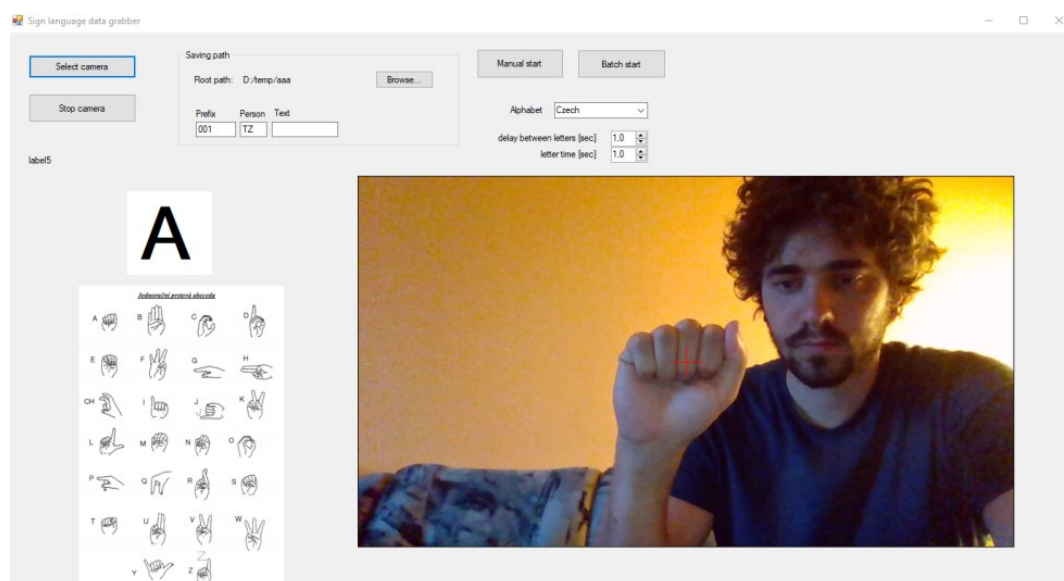 Sign language data grabber
Select camera
Stop camera
label5
Saving path
Root path: D:/temp/aaa
Browse...
Prefix Person Text
001 TZ
Manual start
Batch start
Alphabet Czech
delay between letters [sec] 1,0
letter time [sec] 1,0
A
Jednoruční prstová abeceda
A B C D
E F G H
CH I J K
L M N O
P Q R S
T U V W
Y Z
Z